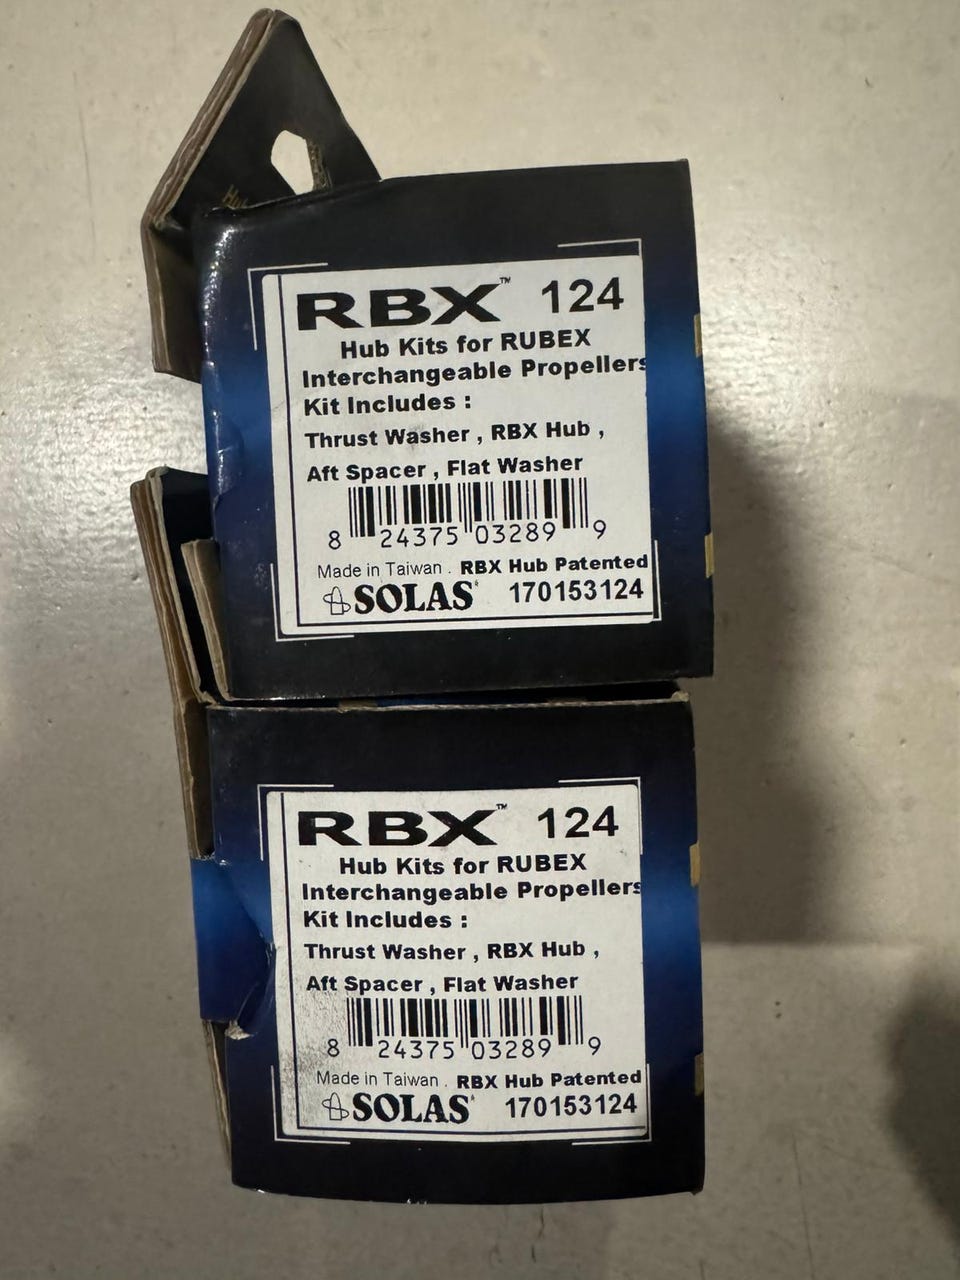 Hub
RBX™ 124
Hub Kits for RUBEX
Interchangeable Propellers
Kit Includes :
Thrust Washer , RBX Hub ,
Aft Spacer , Flat Washer
8 24375 03289 9
Made in Taiwan . RBX Hub Patented
SOLAS 170153124
RBX™ 124
Hub Kits for RUBEX
Interchangeable Propellers
Kit Includes :
Thrust Washer , RBX Hub ,
Aft Spacer , Flat Washer
8 24375 03289 9
Made in Taiwan . RBX Hub Patented
SOLAS 170153124